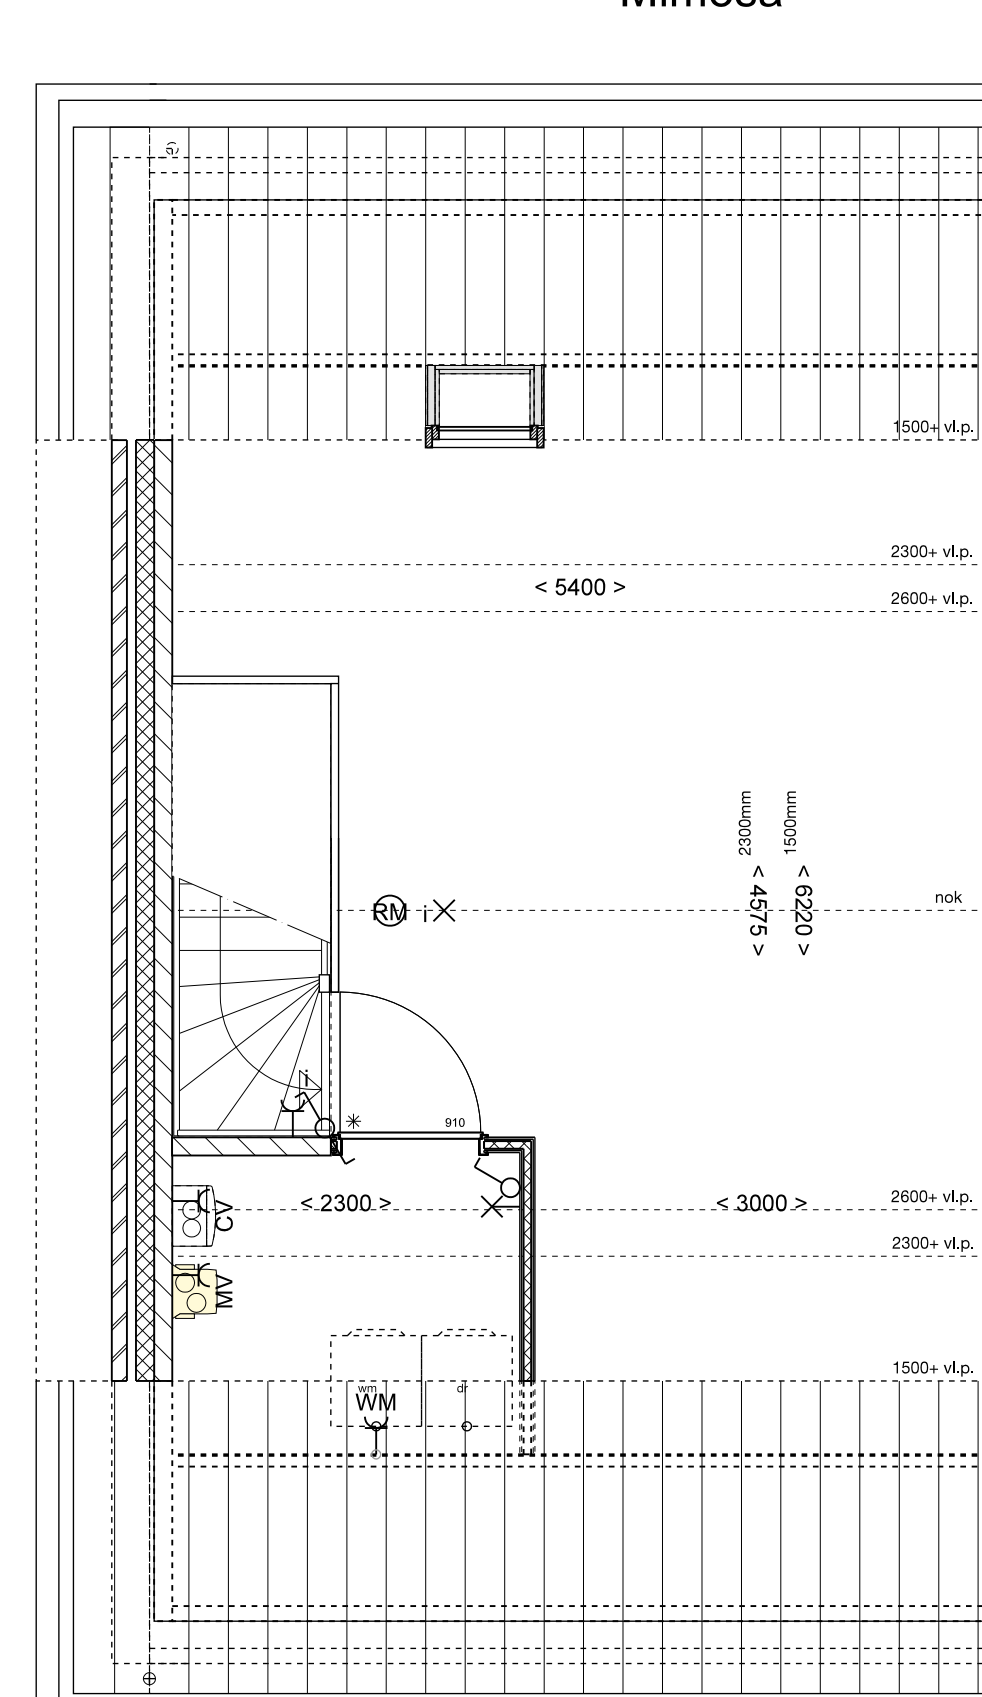 Mimosa
1500+ vl.p.
2300+ vl.p.
< 5400 >
2600+ vl.p.
2300mm
< 4575 >
1500mm
< 6220 >
nok
RM i
i
910
< 2300 >
< 3000 >
2600+ vl.p.
CV
2300+ vl.p.
MV
1500+ vl.p.
wm
dr
WM